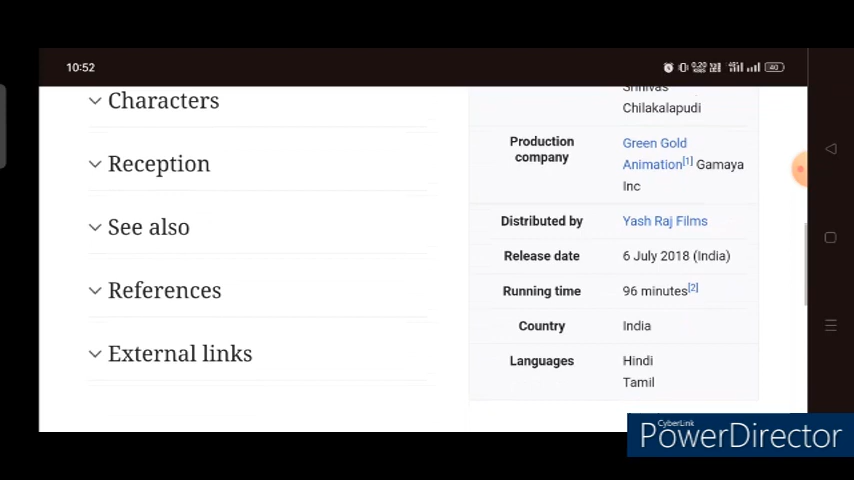 10:52
40
Characters
Reception
See also
References
External links
Srinivas
Chilakalapudi
Production
company
Green Gold
Animation[1] Gamaya
Inc
Distributed by
Yash Raj Films
Release date
6 July 2018 (India)
Running time
96 minutes[2]
Country
India
Languages
Hindi
Tamil
CyberLink
PowerDirector